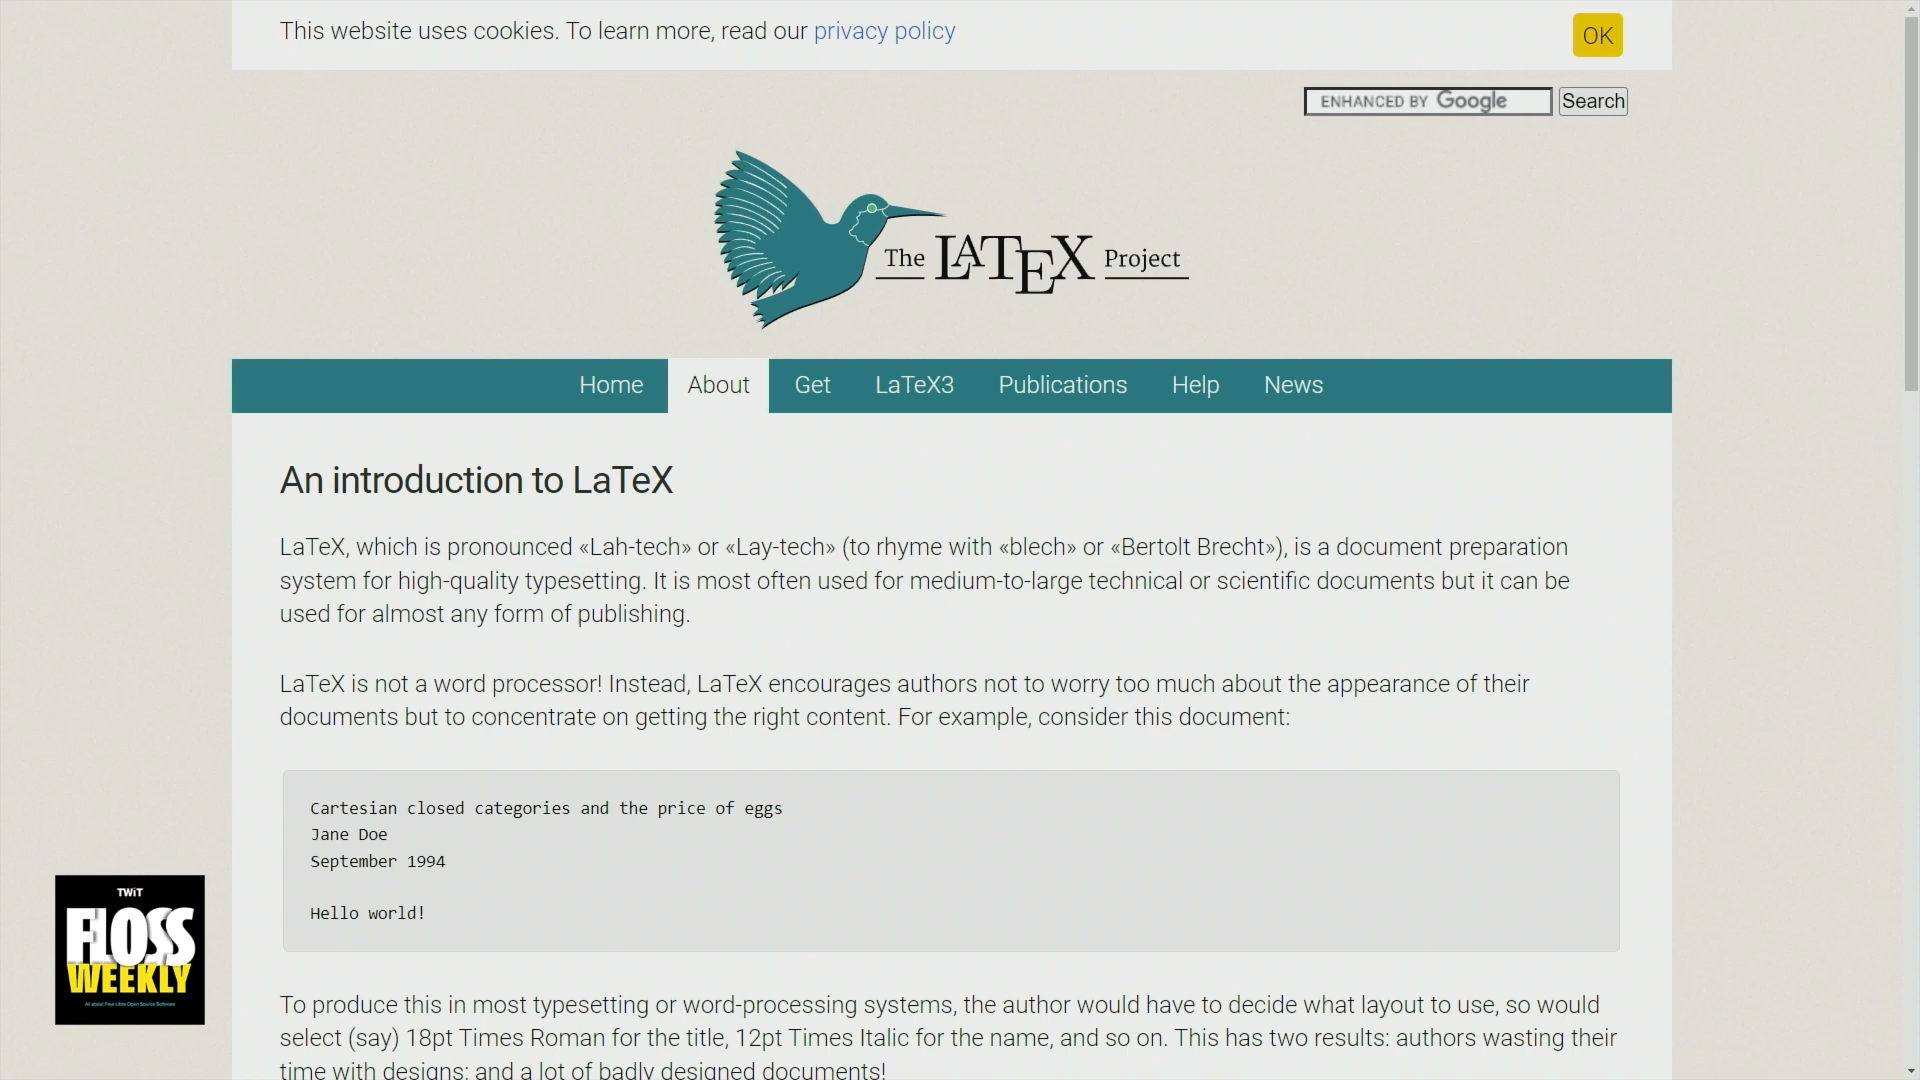 This website uses cookies. To learn more, read our privacy policy
OK
ENHANCED BY Google
Search
The LATEX Project
Home
About
Get
LaTeX3
Publications
Help
News
An introduction to LaTeX
LaTeX, which is pronounced «Lah-tech» or «Lay-tech» (to rhyme with «blech» or «Bertolt Brecht»), is a document preparation
system for high-quality typesetting. It is most often used for medium-to-large technical or scientific documents but it can be
used for almost any form of publishing.
LaTeX is not a word processor! Instead, LaTeX encourages authors not to worry too much about the appearance of their
documents but to concentrate on getting the right content. For example, consider this document:
Cartesian closed categories and the price of eggs
Jane Doe
September 1994
Hello world!
TWiT
FLOSS
WEEKLY
All about Free Libre Open Source Software
To produce this in most typesetting or word-processing systems, the author would have to decide what layout to use, so would
select (say) 18pt Times Roman for the title, 12pt Times Italic for the name, and so on. This has two results: authors wasting their
time with designs; and a lot of badly designed documents!